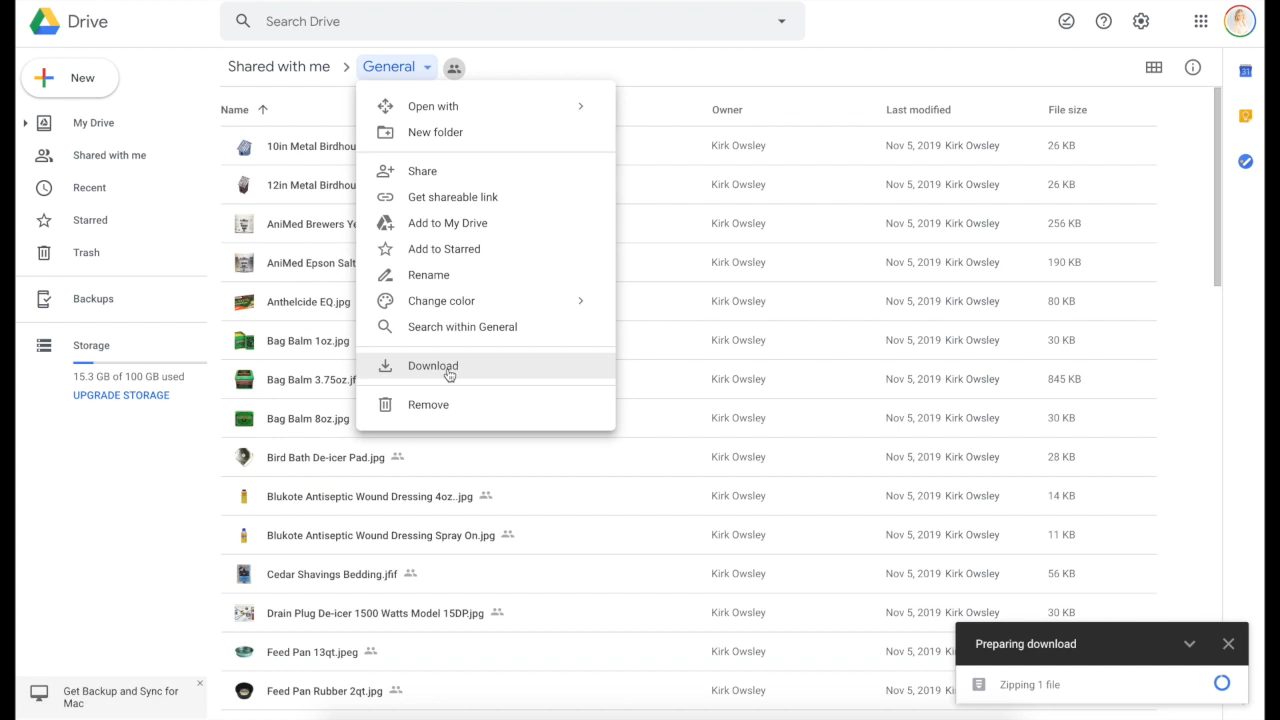 Drive
Search Drive
New
My Drive
Shared with me
Recent
Starred
Trash
Backups
Storage
15.3 GB of 100 GB used
UPGRADE STORAGE
Get Backup and Sync for
Mac
Shared with me > General
Open with
New folder
Share
Get shareable link
Add to My Drive
Add to Starred
Rename
Change color
Search within General
Download
Remove
Name Owner Last modified File size
10in Metal Birdhou Kirk Owsley Nov 5, 2019 Kirk Owsley 26 KB
12in Metal Birdhou Kirk Owsley Nov 5, 2019 Kirk Owsley 26 KB
AniMed Brewers Ye Kirk Owsley Nov 5, 2019 Kirk Owsley 256 KB
AniMed Epson Salt Kirk Owsley Nov 5, 2019 Kirk Owsley 190 KB
Anthelcide EQ.jpg Kirk Owsley Nov 5, 2019 Kirk Owsley 80 KB
Bag Balm 1oz.jpg Kirk Owsley Nov 5, 2019 Kirk Owsley 30 KB
Bag Balm 3.75oz.jf Kirk Owsley Nov 5, 2019 Kirk Owsley 845 KB
Bag Balm 8oz.jpg Kirk Owsley Nov 5, 2019 Kirk Owsley 30 KB
Bird Bath De-icer Pad.jpg Kirk Owsley Nov 5, 2019 Kirk Owsley 28 KB
Blukote Antiseptic Wound Dressing 4oz..jpg Kirk Owsley Nov 5, 2019 Kirk Owsley 14 KB
Blukote Antiseptic Wound Dressing Spray On.jpg Kirk Owsley Nov 5, 2019 Kirk Owsley 11 KB
Cedar Shavings Bedding.jfif Kirk Owsley Nov 5, 2019 Kirk Owsley 56 KB
Drain Plug De-icer 1500 Watts Model 15DP.jpg Kirk Owsley Nov 5, 2019 Kirk Owsley 30 KB
Feed Pan 13qt.jpeg Kirk Owsley Nov 5, 2019 Ki
Feed Pan Rubber 2qt.jpg Kirk Owsley Nov 5, 2019 Ki
Preparing download
Zipping 1 file
31